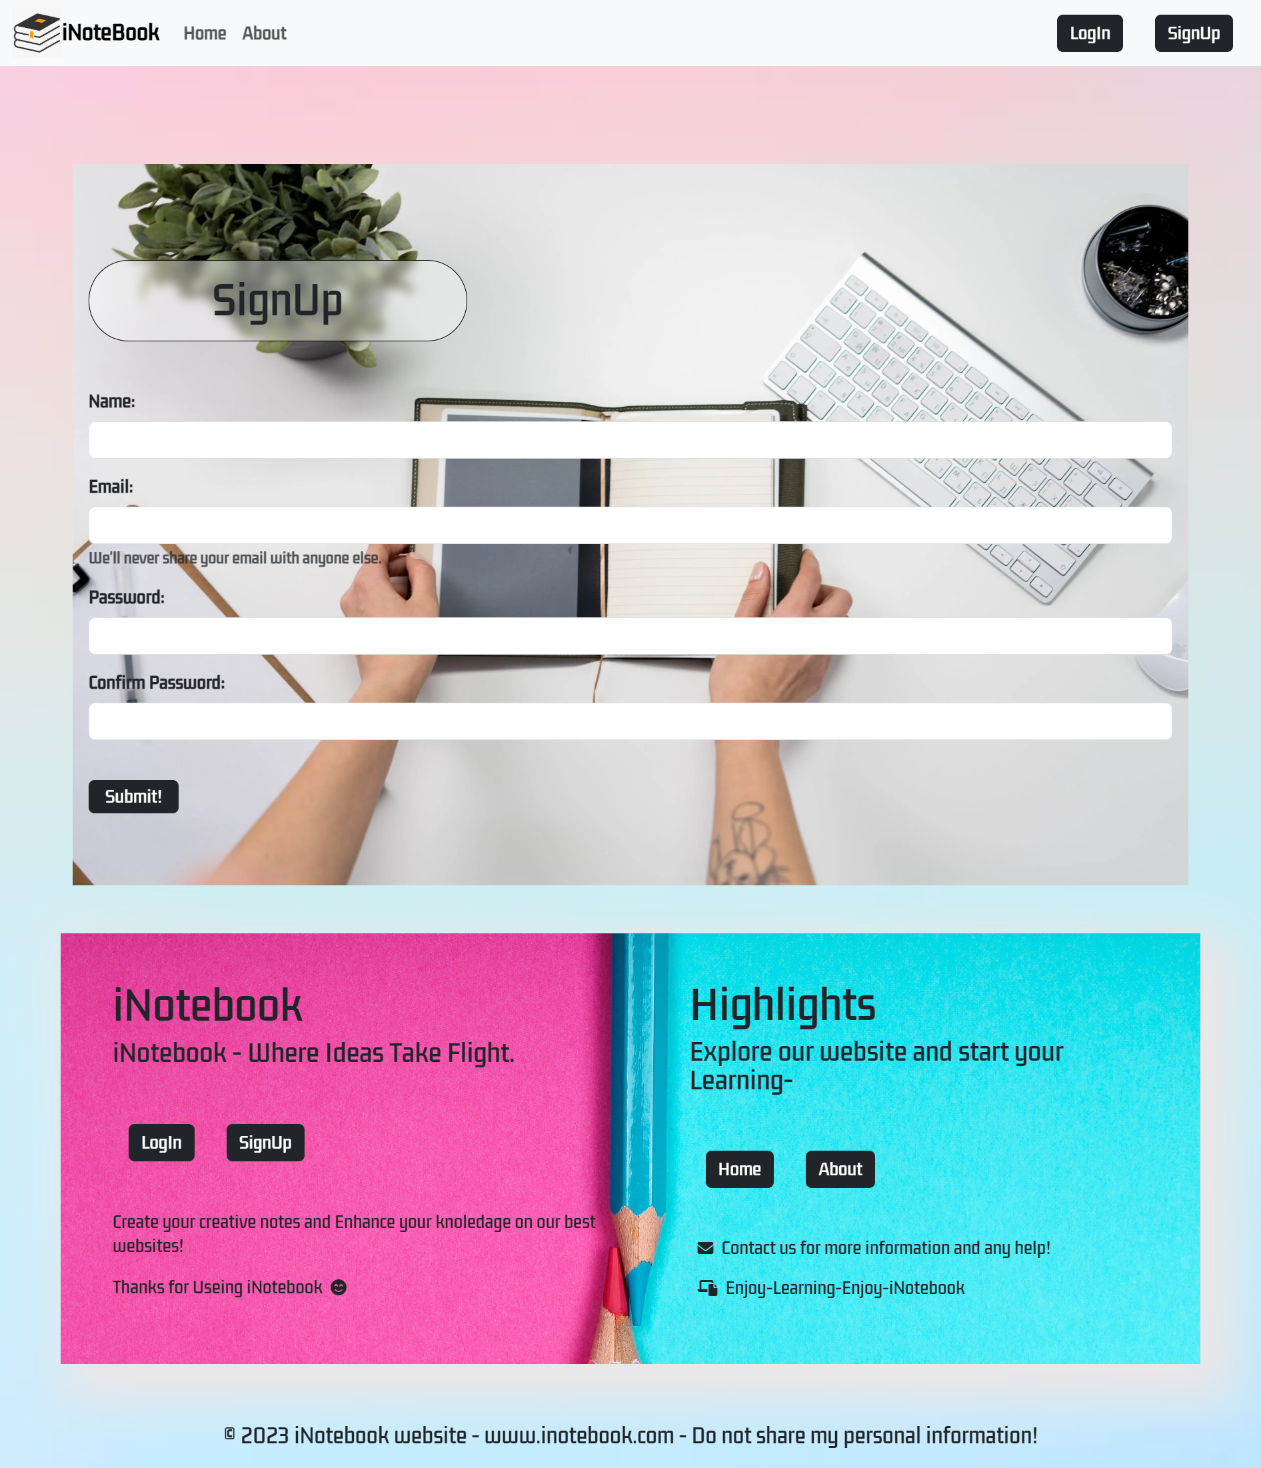 iNoteBook Home About LogIn SignUp
SignUp
Name:
Email:
We'll never share your email with anyone else.
Password:
Confirm Password:
Submit!
iNotebook
iNotebook - Where Ideas Take Flight.
LogIn SignUp
Create your creative notes and Enhance your knoledage on our best
websites!
Thanks for Useing iNotebook
Highlights
Explore our website and start your
Learning-
Home About
Contact us for more information and any help!
Enjoy-Learning-Enjoy-iNotebook
© 2023 iNotebook website - www.inotebook.com - Do not share my personal information!